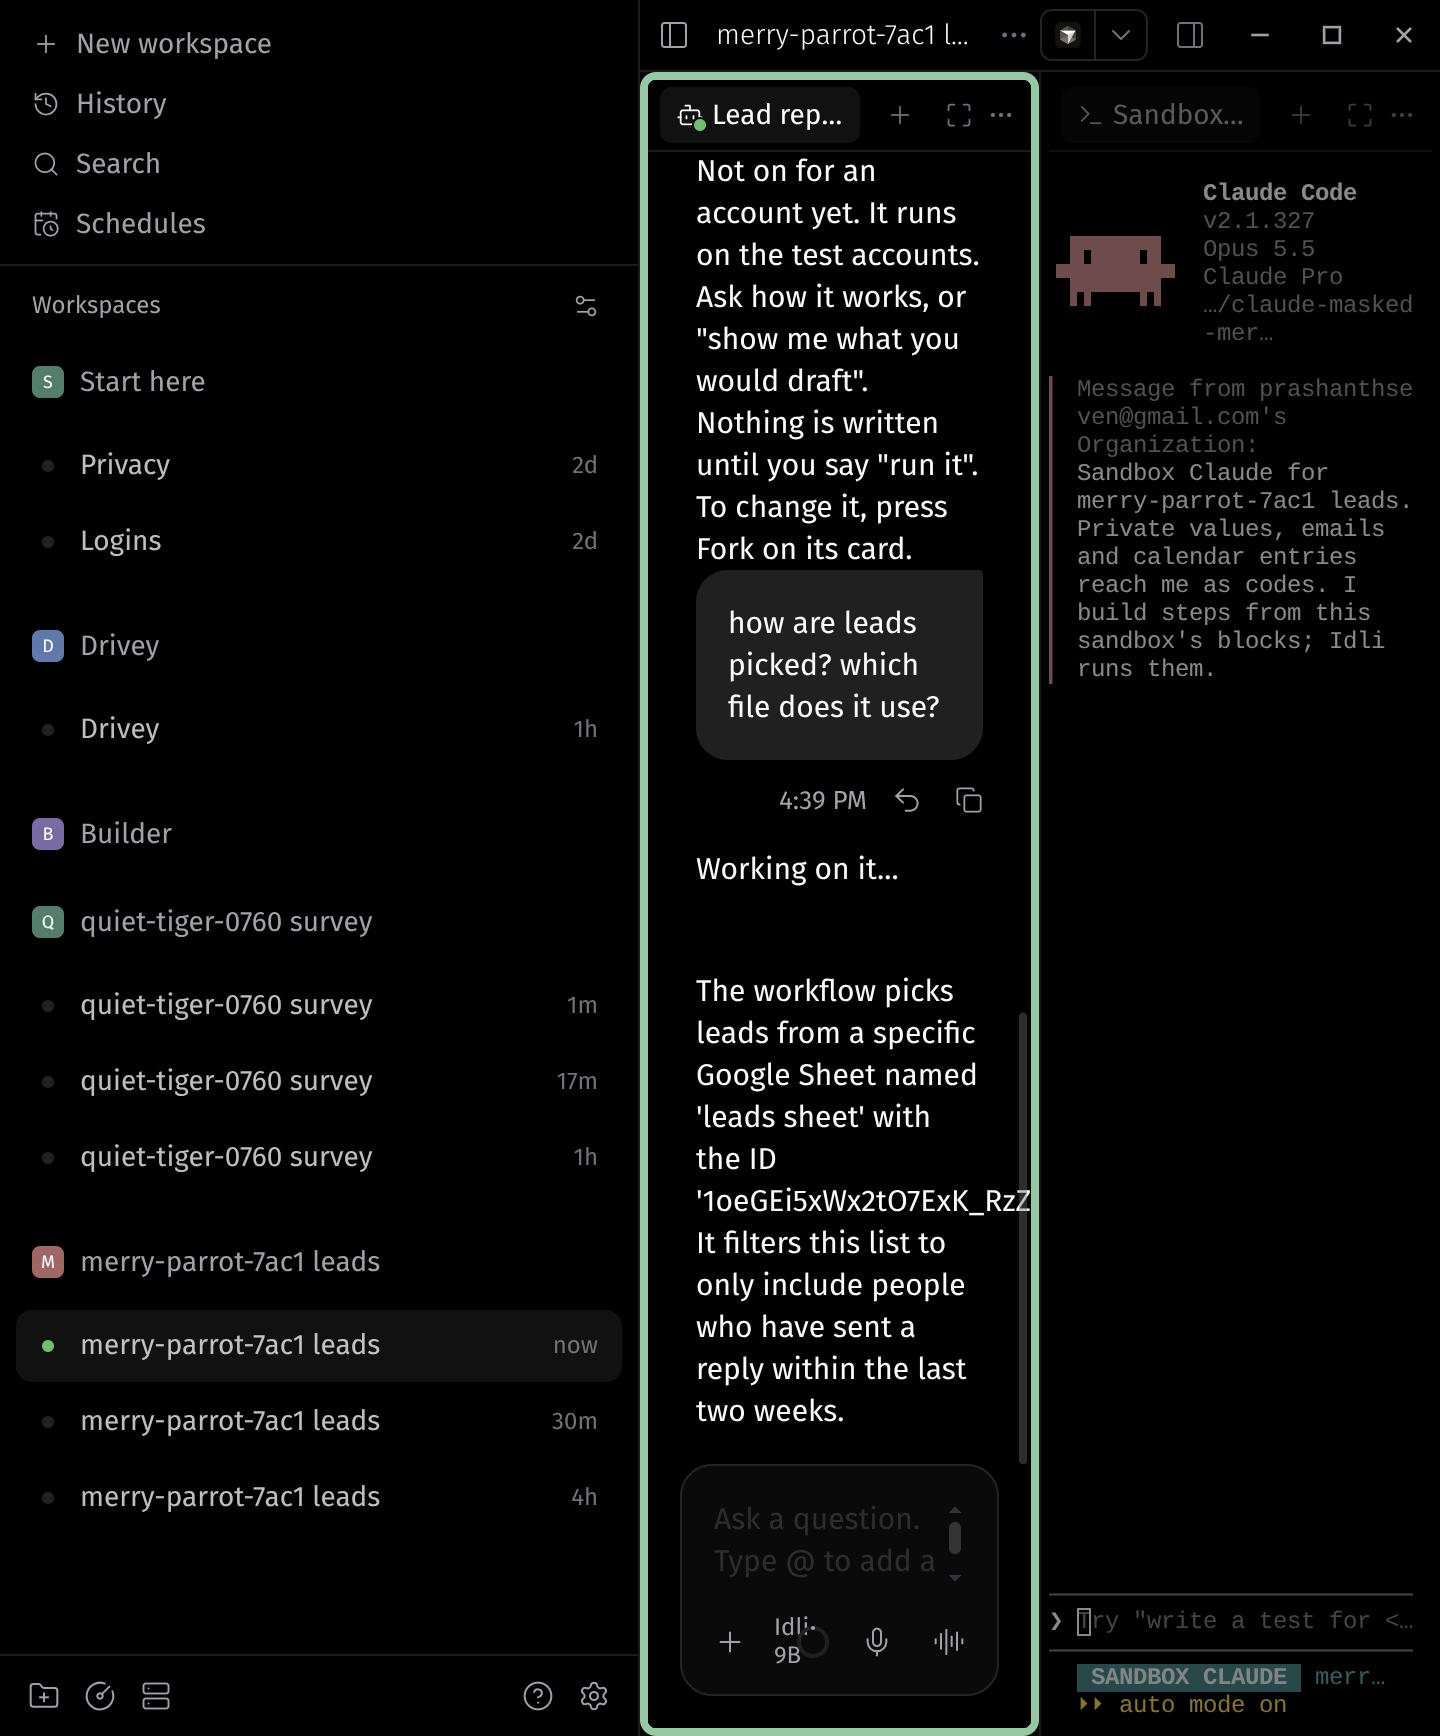 New workspace
History
Search
Schedules
Workspaces
S Start here
Privacy 2d
Logins 2d
D Drivey
Drivey 1h
B Builder
Q quiet-tiger-0760 survey
quiet-tiger-0760 survey 1m
quiet-tiger-0760 survey 17m
quiet-tiger-0760 survey 1h
M merry-parrot-7ac1 leads
merry-parrot-7ac1 leads now
merry-parrot-7ac1 leads 30m
merry-parrot-7ac1 leads 4h
merry-parrot-7ac1 l...
Lead rep...
Not on for an
account yet. It runs
on the test accounts.
Ask how it works, or
"show me what you
would draft".
Nothing is written
until you say "run it".
To change it, press
Fork on its card.
how are leads
picked? which
file does it use?
4:39 PM
Working on it...
The workflow picks
leads from a specific
Google Sheet named
'leads sheet' with
the ID
'1oeGEi5xWx2tO7ExK_RzZ
It filters this list to
only include people
who have sent a
reply within the last
two weeks.
Ask a question.
Type @ to add a
Idli·
9B
Sandbox...
Claude Code
v2.1.327
Opus 5.5
Claude Pro
…/claude-masked
-mer…
Message from prashanthse
ven@gmail.com's
Organization:
Sandbox Claude for
merry-parrot-7ac1 leads.
Private values, emails
and calendar entries
reach me as codes. I
build steps from this
sandbox's blocks; Idli
runs them.
❯ Try "write a test for <…
SANDBOX CLAUDE merr…
⏵⏵ auto mode on